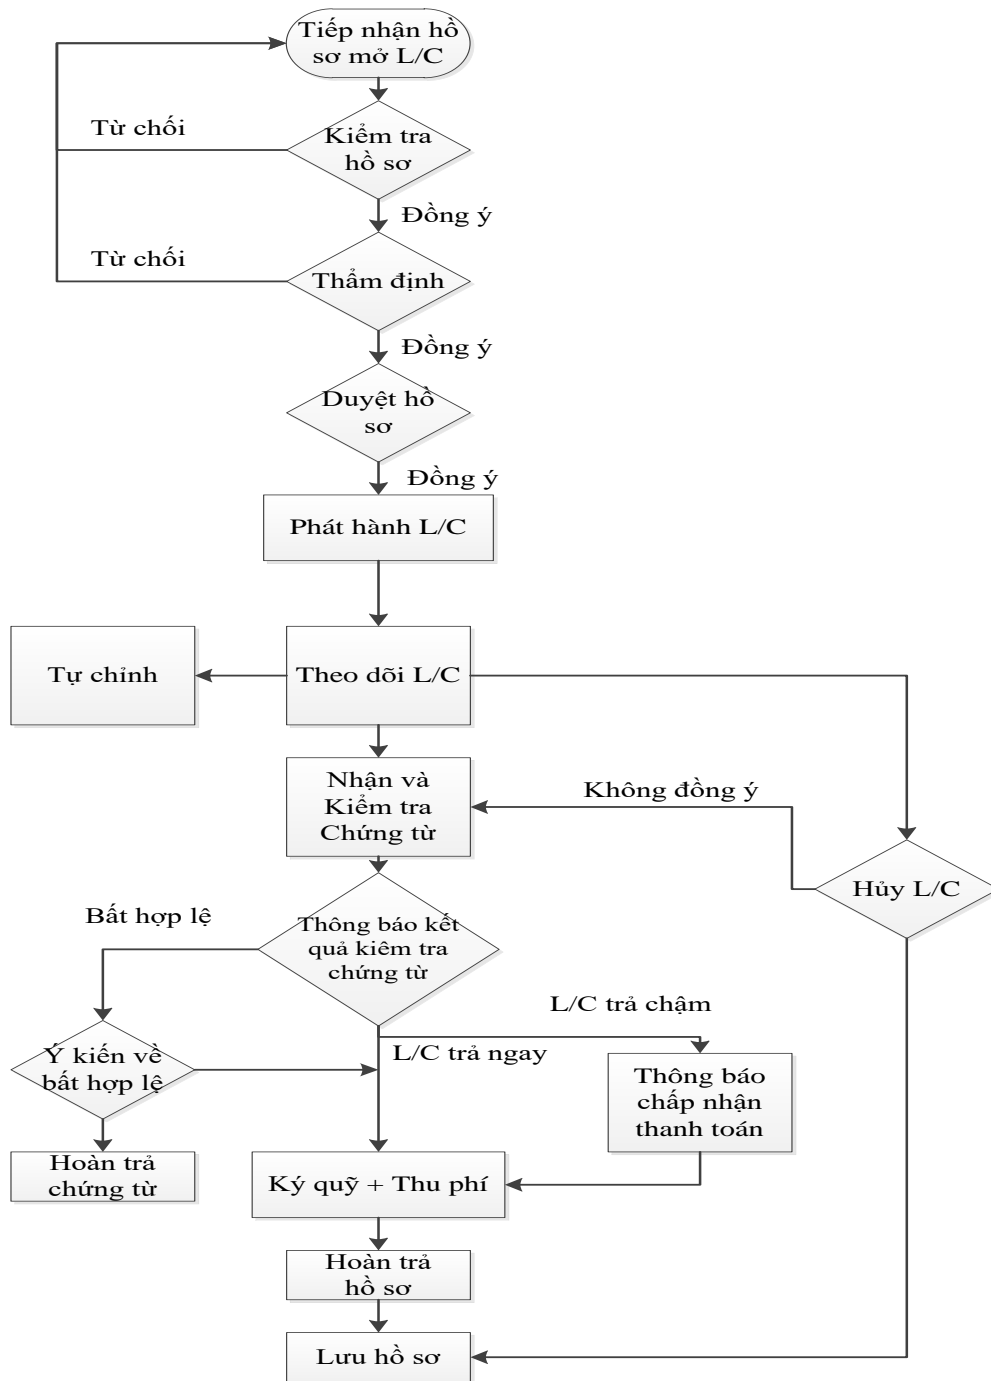 Tiếp nhận hồ
sơ mở L/C
Từ chối
Kiểm tra
hồ sơ
Đồng ý
Từ chối
Thẩm định
Đồng ý
Duyệt hồ
sơ
Đồng ý
Phát hành L/C
Tự chỉnh
Theo dõi L/C
Nhận và
Kiểm tra
Chứng từ
Không đồng ý
Hủy L/C
Bất hợp lệ
Thông báo kết
quả kiêm tra
chứng từ
L/C trả chậm
L/C trả ngay
Ý kiến về
bất hợp lệ
Thông báo
chấp nhận
thanh toán
Hoàn trả
chứng từ
Ký quỹ + Thu phí
Hoàn trả
hồ sơ
Lưu hồ sơ